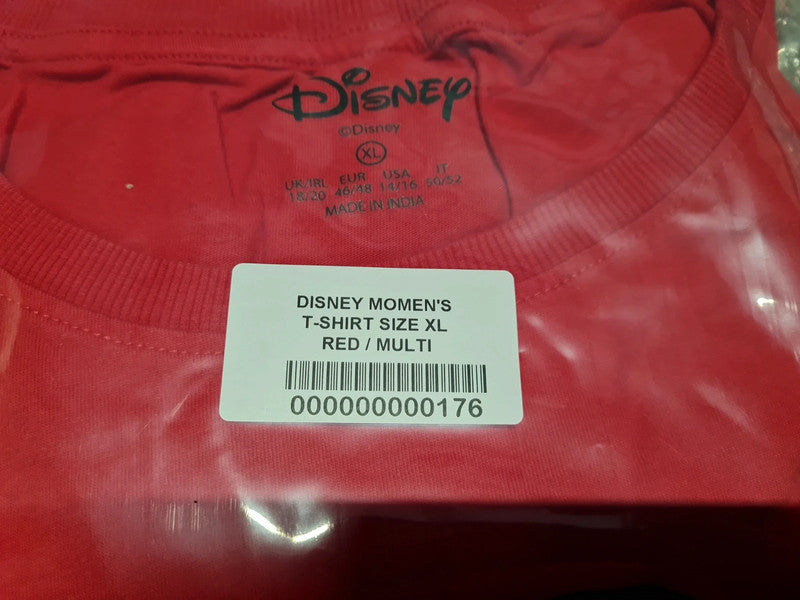 DISNEY
©Disney
XL
UK/IRL EUR USA IT
18/20 46/48 14/16 50/52
MADE IN INDIA
DISNEY MOMEN'S
T-SHIRT SIZE XL
RED / MULTI
000000000176